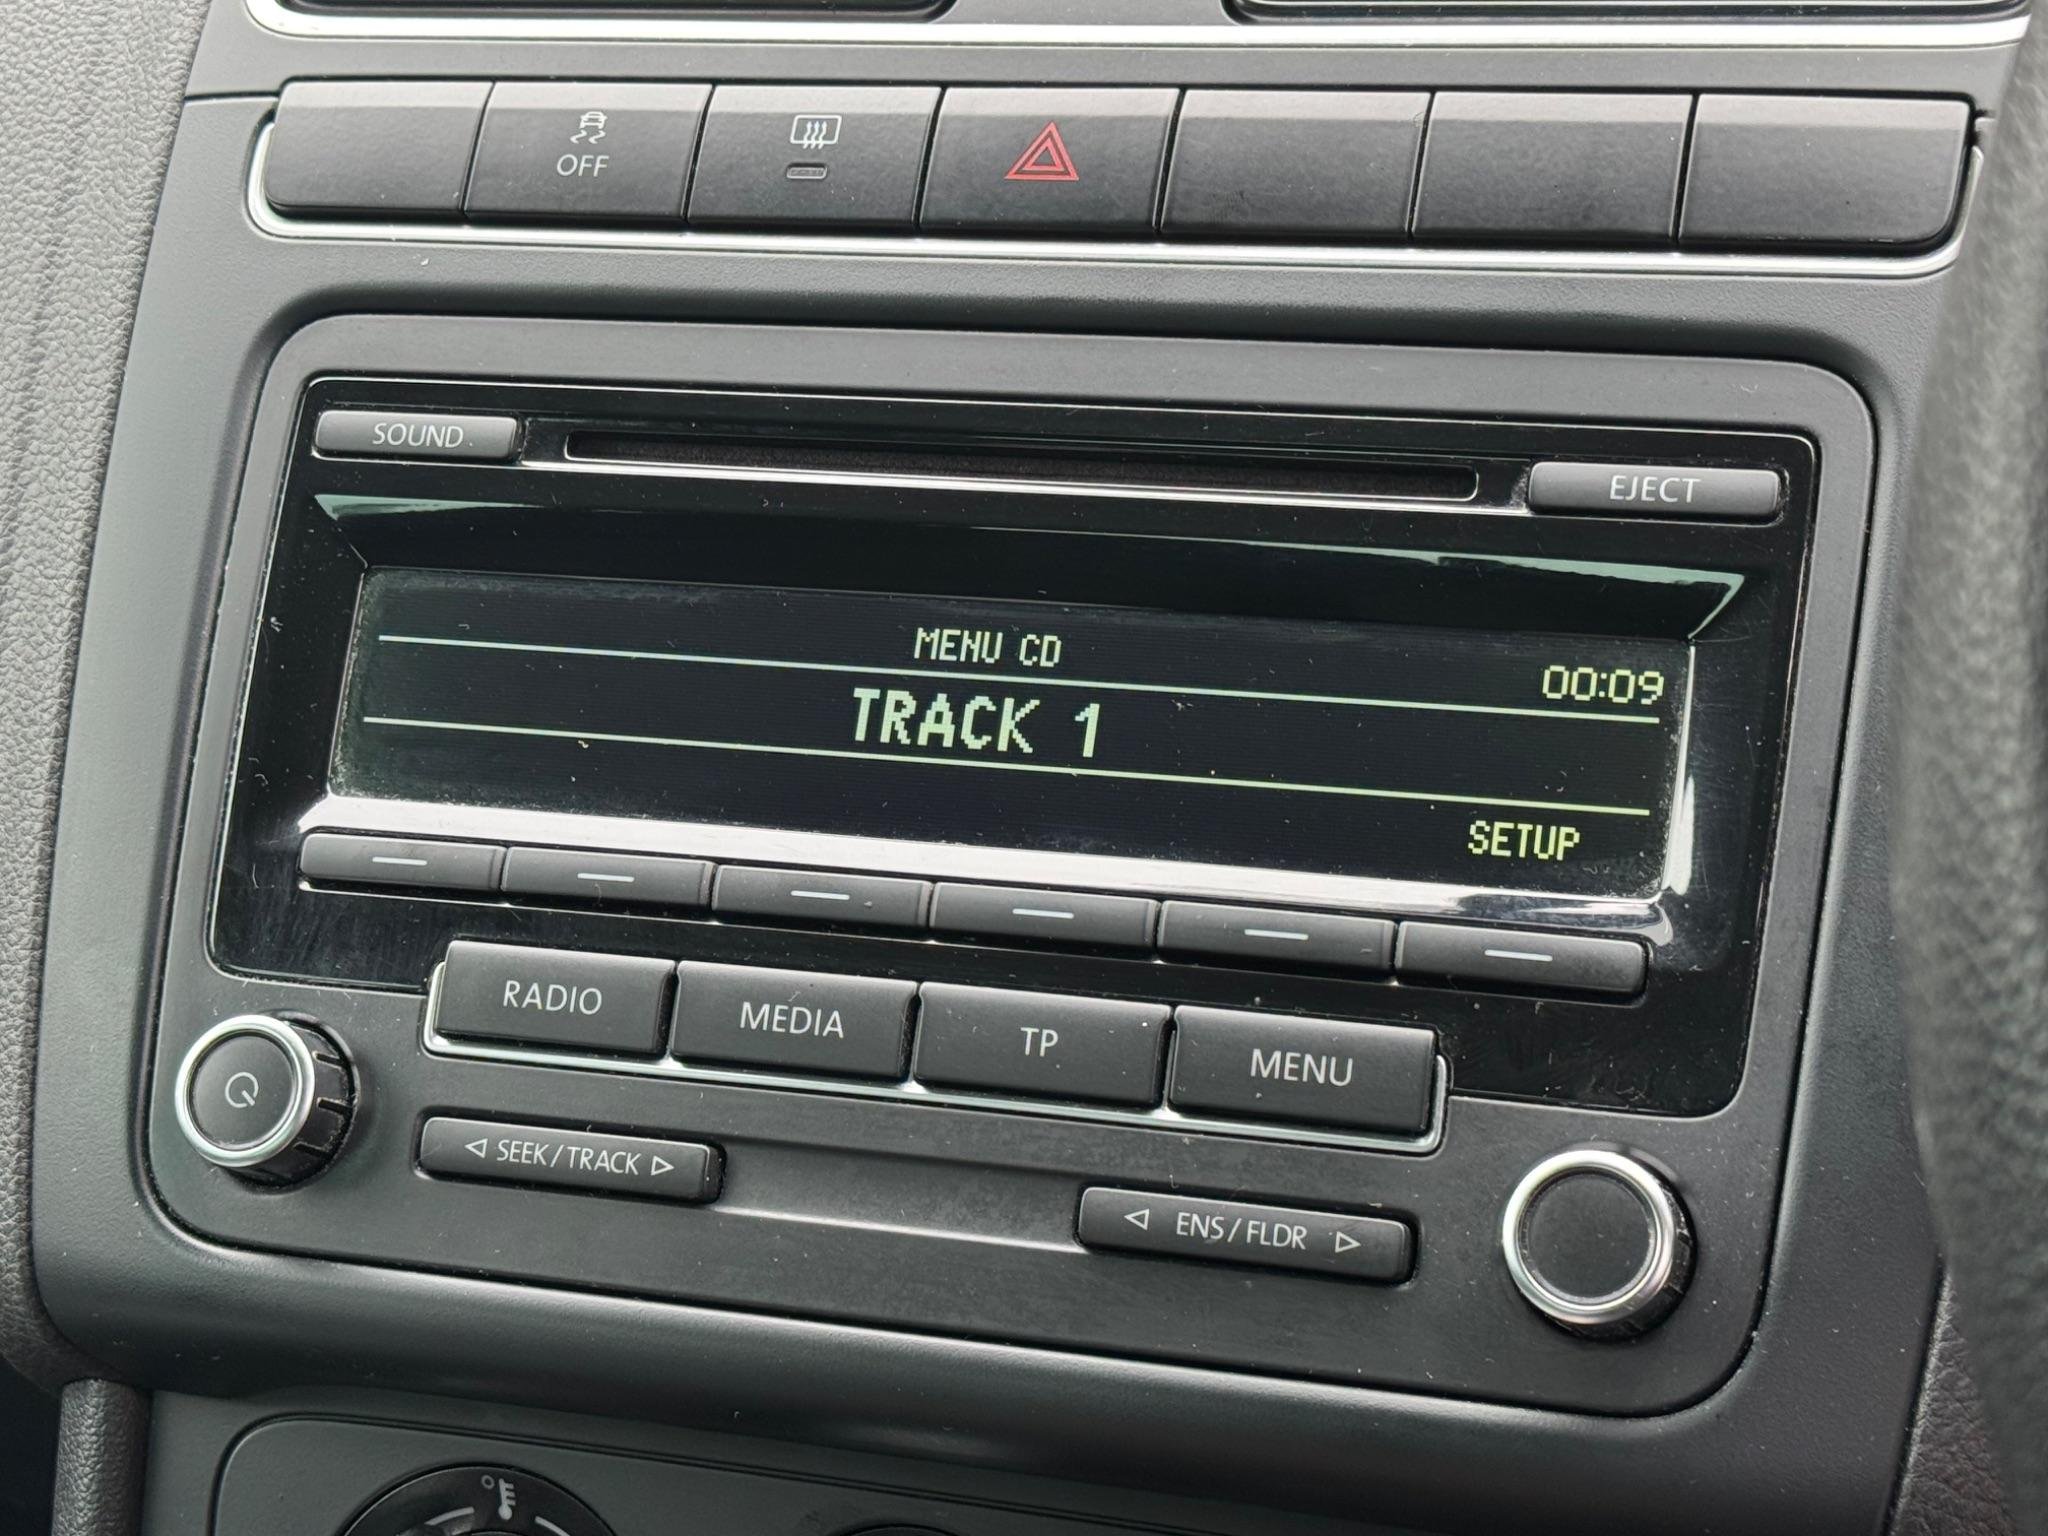 OFF
SOUND
EJECT
MENU CD
00:09
TRACK 1
SETUP
RADIO
MEDIA
TP
MENU
◁ SEEK/TRACK ▷
◁ ENS/FLDR ▷